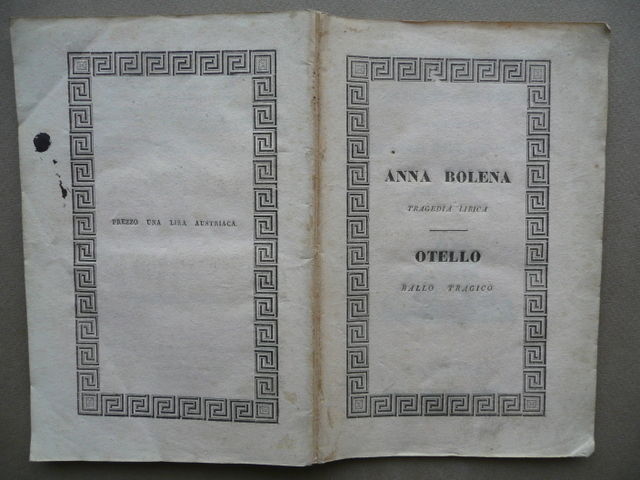 PREZZO UNA LIRA AUSTRIACA.
ANNA BOLENA
TRAGEDIA LIRICA
OTELLO
BALLO TRAGICO